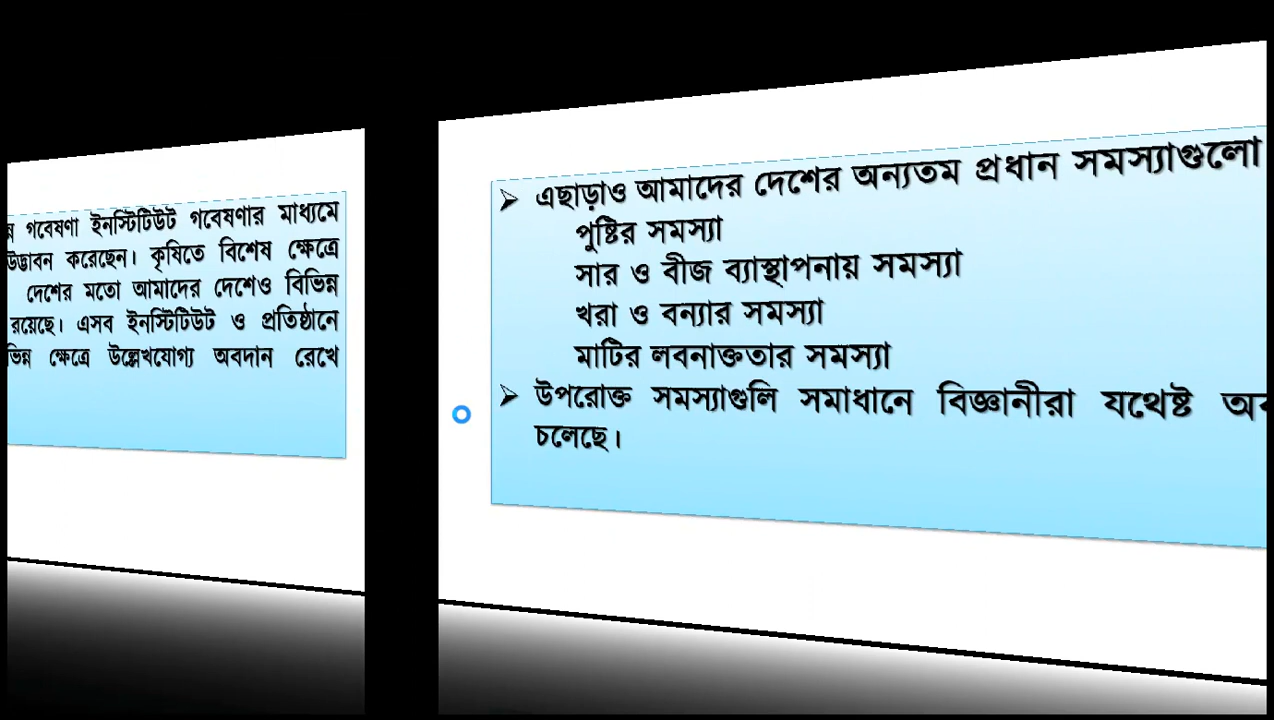 গবেষণা ইনস্টিটিউট গবেষণার মাধ্যমে
উদ্ভাবন করেছেন। কৃষিতে বিশেষ ক্ষেত্রে
দেশের মতো আমাদের দেশেও বিভিন্ন
রয়েছে। এসব ইনস্টিটিউট ও প্রতিষ্ঠানে
ক্ষেত্রে উল্লেখযোগ্য অবদান রেখে
➢ এছাড়াও আমাদের দেশের অন্যতম প্রধান সমস্যাগুলো
পুষ্টির সমস্যা
সার ও বীজ ব্যাস্থাপনায় সমস্যা
খরা ও বন্যার সমস্যা
মাটির লবনাক্ততার সমস্যা
➢ উপরোক্ত সমস্যাগুলি সমাধানে বিজ্ঞানীরা যথেষ্ট
চলেছে।